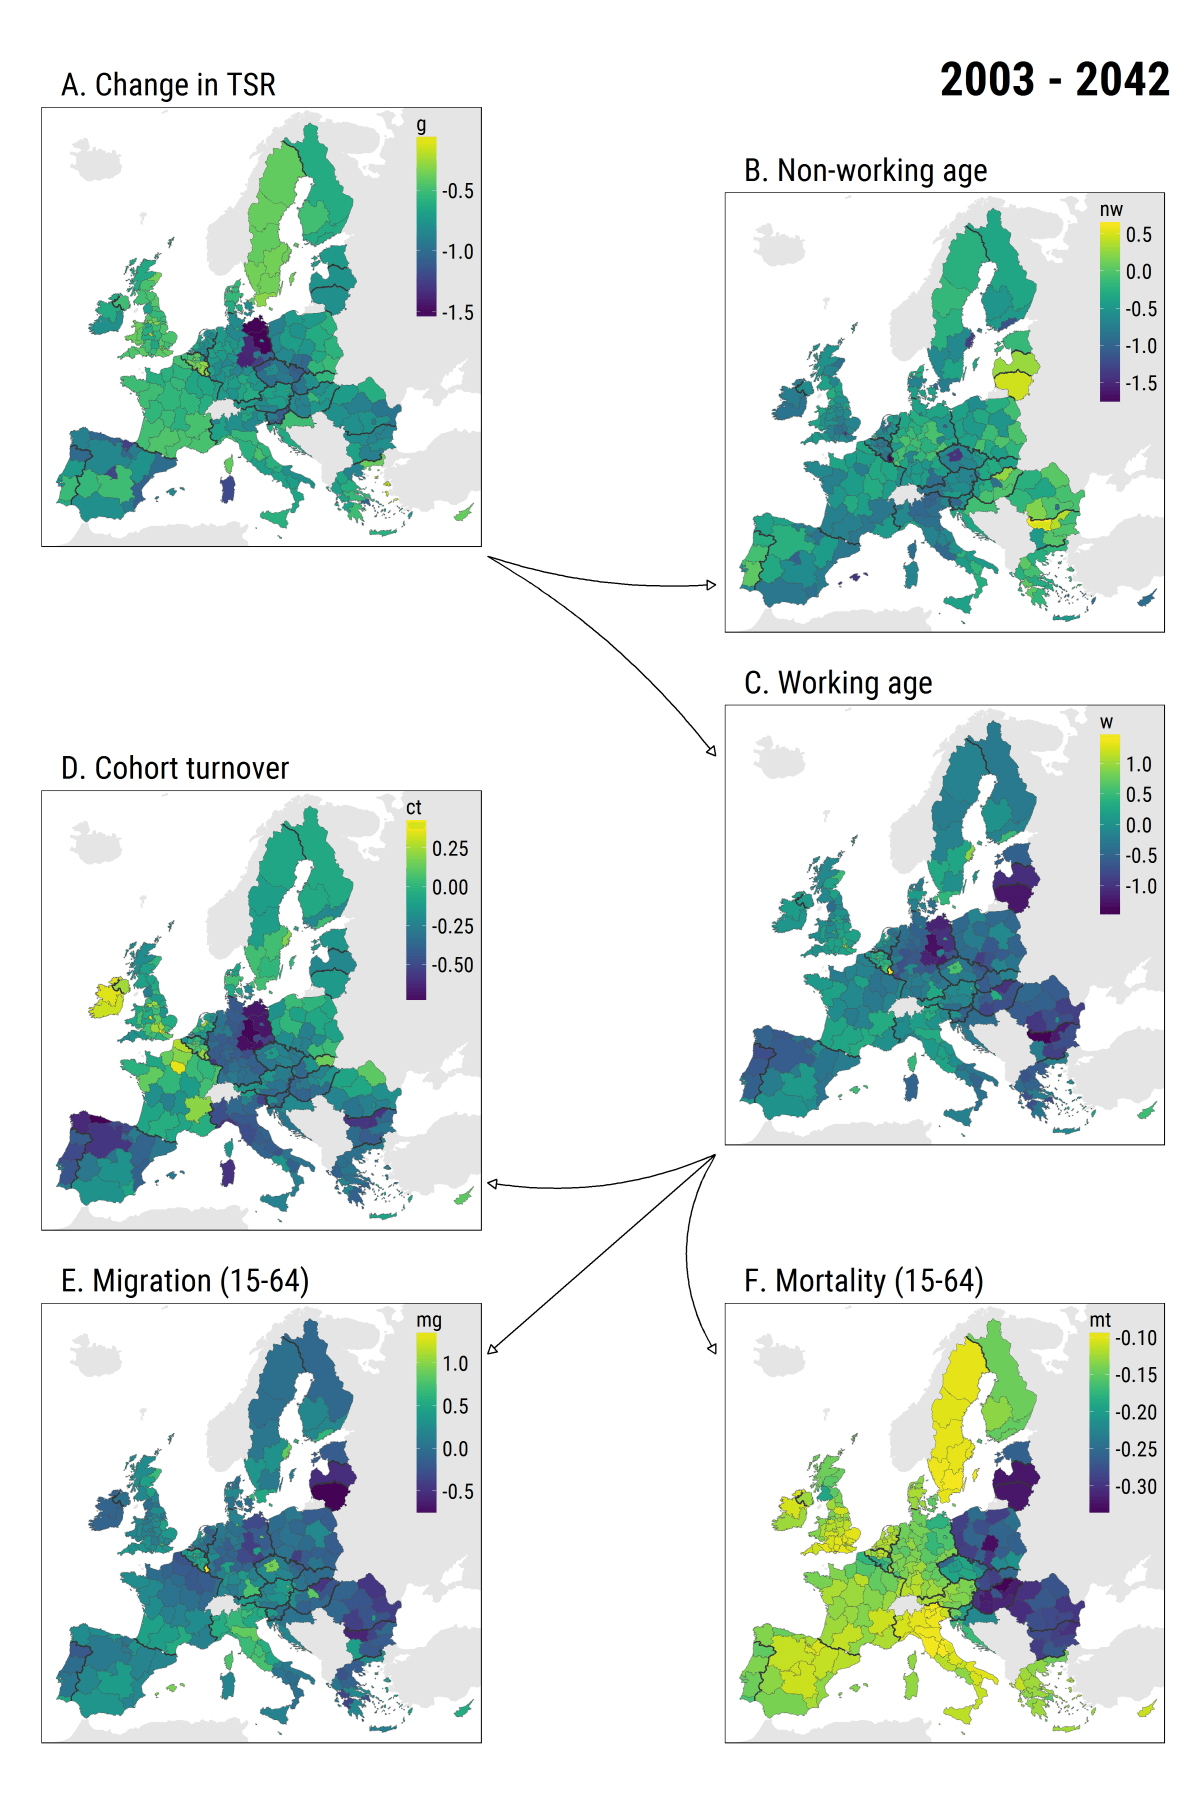 2003 - 2042
A. Change in TSR
g
-0.5
-1.0
-1.5
B. Non-working age
nw
0.5
0.0
-0.5
-1.0
-1.5
C. Working age
w
1.0
0.5
0.0
-0.5
-1.0
D. Cohort turnover
ct
0.25
0.00
-0.25
-0.50
E. Migration (15-64)
mg
1.0
0.5
0.0
-0.5
F. Mortality (15-64)
mt
-0.10
-0.15
-0.20
-0.25
-0.30